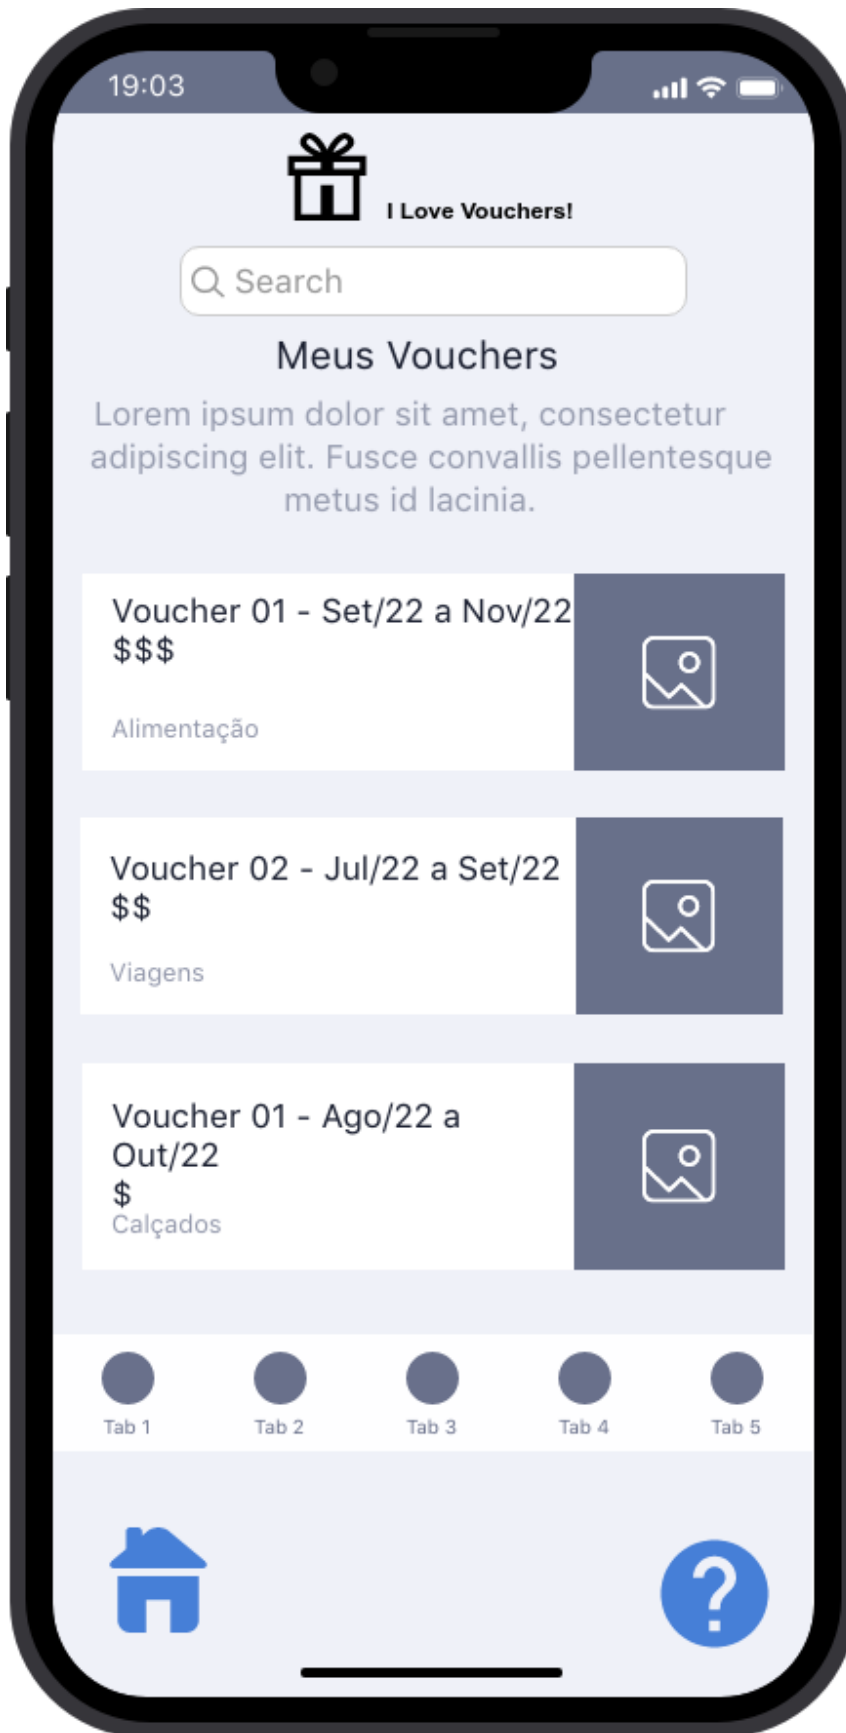 19:03
I Love Vouchers!
Search
Meus Vouchers
Lorem ipsum dolor sit amet, consectetur
adipiscing elit. Fusce convallis pellentesque
metus id lacinia.
Voucher 01 - Set/22 a Nov/22
$$$
Alimentação
Voucher 02 - Jul/22 a Set/22
$$
Viagens
Voucher 01 - Ago/22 a
Out/22
$
Calçados
Tab 1 Tab 2 Tab 3 Tab 4 Tab 5
?